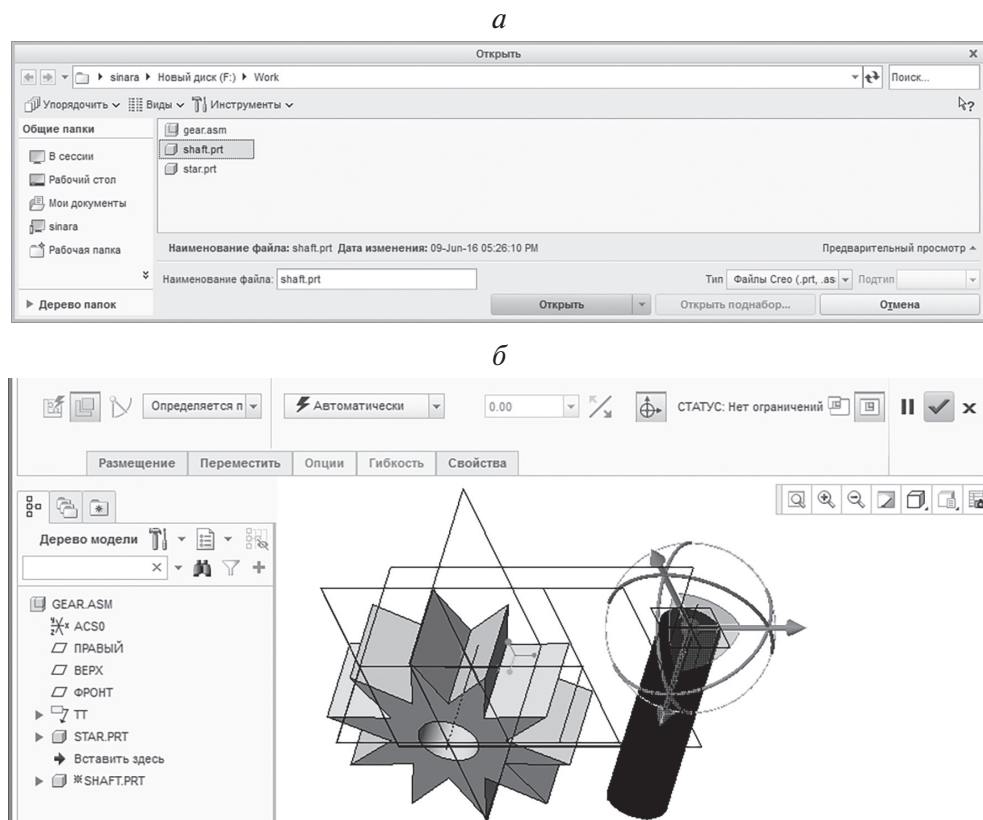 а
Открыть
sinara Новый диск (F:) Work Поиск...
Упорядочить Виды Инструменты
Общие папки
gear.asm
shaft.prt
star.prt
В сессии
Рабочий стол
Мои документы
sinara
Рабочая папка
Наименование файла: shaft.prt Дата изменения: 09-Jun-16 05:26:10 PM Предварительный просмотр
Наименование файла: shaft.prt Тип Файлы Creo (.prt, .as Подтип
Дерево папок
Открыть Открыть поднабор... Отмена
б
Определяется п Автоматически 0.00 СТАТУС: Нет ограничений
Размещение Переместить Опции Гибкость Свойства
Дерево модели
GEAR.ASM
ACS0
ПРАВЫЙ
ВЕРХ
ФРОНТ
ТТ
STAR.PRT
Вставить здесь
SHAFT.PRT